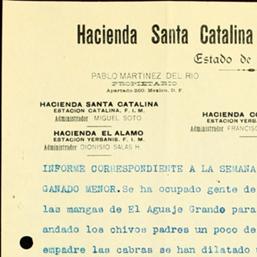 Hacienda Santa Catalina
Estado de
PABLO MARTINEZ DEL RIO
PROPIETARIO
Apartado 260. Mexico, D. F
HACIENDA SANTA CATALINA
ESTACION CATALINA, F. I. M.
Administrador MIGUEL SOTO
HACIENDA C
ESTACION YERB
Administrador FRANCISC
HACIENDA EL ALAMO
ESTACION YERBANIS. F. I. M.
Administrador DIONISIO SALAS H.
INFORME CORRESPONDIENTE A LA SEMANA
GANADO MENOR. Se ha ocupado gente de
las mangas de El Aguaje Grande para
andado los chivos padres un poco de
empadre las cabras se han dilatado